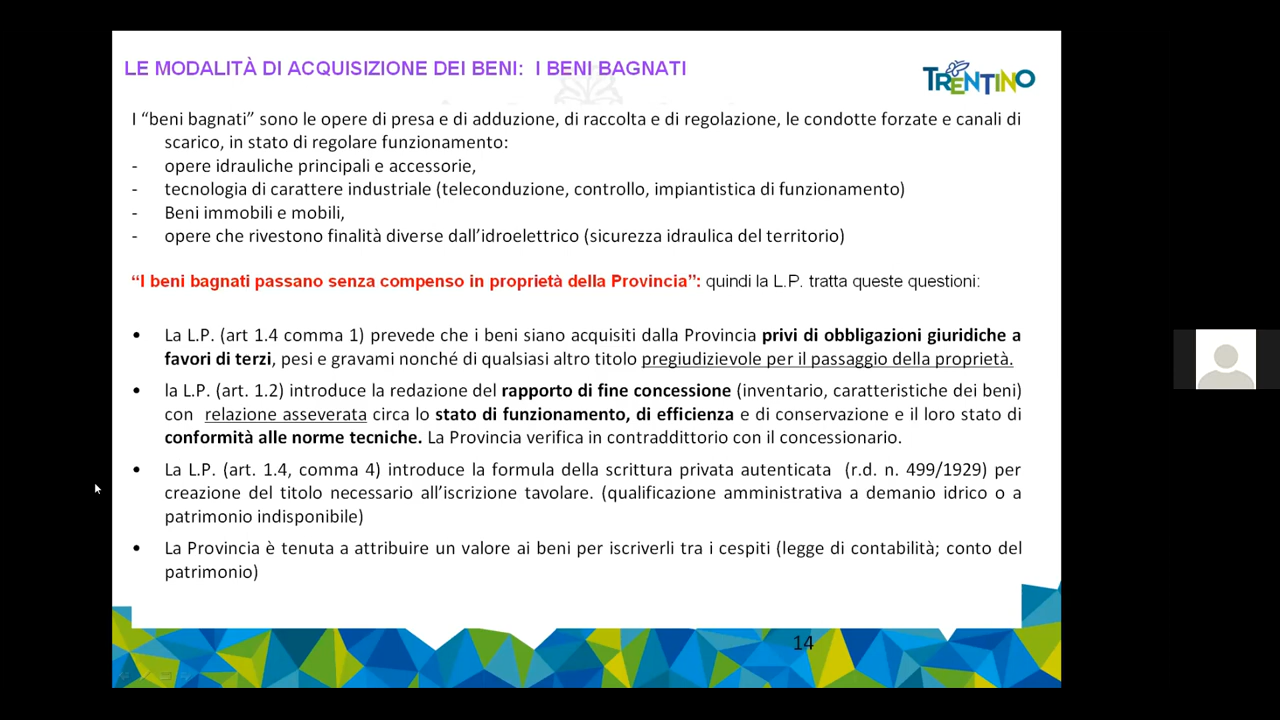 LE MODALITÀ DI ACQUISIZIONE DEI BENI: I BENI BAGNATI
TRENTINO
I “beni bagnati” sono le opere di presa e di adduzione, di raccolta e di regolazione, le condotte forzate e canali di
scarico, in stato di regolare funzionamento:
- opere idrauliche principali e accessorie,
- tecnologia di carattere industriale (teleconduzione, controllo, impiantistica di funzionamento)
- Beni immobili e mobili,
- opere che rivestono finalità diverse dall’idroelettrico (sicurezza idraulica del territorio)
“I beni bagnati passano senza compenso in proprietà della Provincia”: quindi la L.P. tratta queste questioni:
• La L.P. (art 1.4 comma 1) prevede che i beni siano acquisiti dalla Provincia privi di obbligazioni giuridiche a
favori di terzi, pesi e gravami nonché di qualsiasi altro titolo pregiudizievole per il passaggio della proprietà.
• la L.P. (art. 1.2) introduce la redazione del rapporto di fine concessione (inventario, caratteristiche dei beni)
con relazione asseverata circa lo stato di funzionamento, di efficienza e di conservazione e il loro stato di
conformità alle norme tecniche. La Provincia verifica in contraddittorio con il concessionario.
• La L.P. (art. 1.4, comma 4) introduce la formula della scrittura privata autenticata (r.d. n. 499/1929) per
creazione del titolo necessario all’iscrizione tavolare. (qualificazione amministrativa a demanio idrico o a
patrimonio indisponibile)
• La Provincia è tenuta a attribuire un valore ai beni per iscriverli tra i cespiti (legge di contabilità; conto del
patrimonio)
14